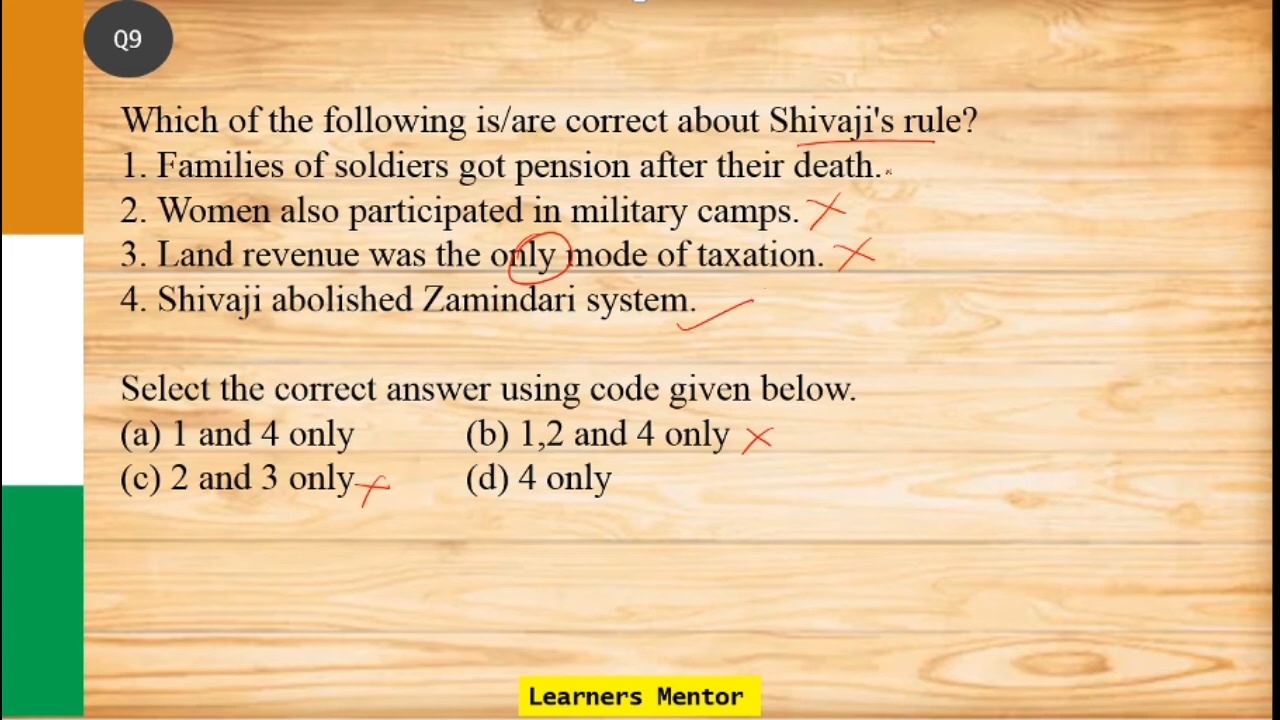 Q9
Which of the following is/are correct about Shivaji's rule?
1. Families of soldiers got pension after their death.
2. Women also participated in military camps.
3. Land revenue was the only mode of taxation.
4. Shivaji abolished Zamindari system.
Select the correct answer using code given below.
(a) 1 and 4 only (b) 1,2 and 4 only
(c) 2 and 3 only (d) 4 only
Learners Mentor